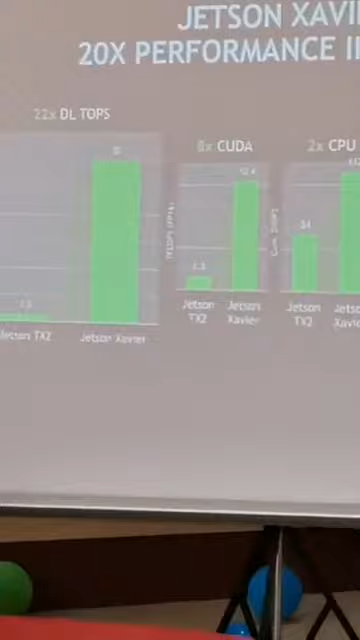 JETSON XAVI
20X PERFORMANCE I
22x DL TOPS
8x CUDA
2x CPU
Jetson TX2
Jetson Xavier
Jetson
TX2
Jetson
Xavier
Jetson
TX2